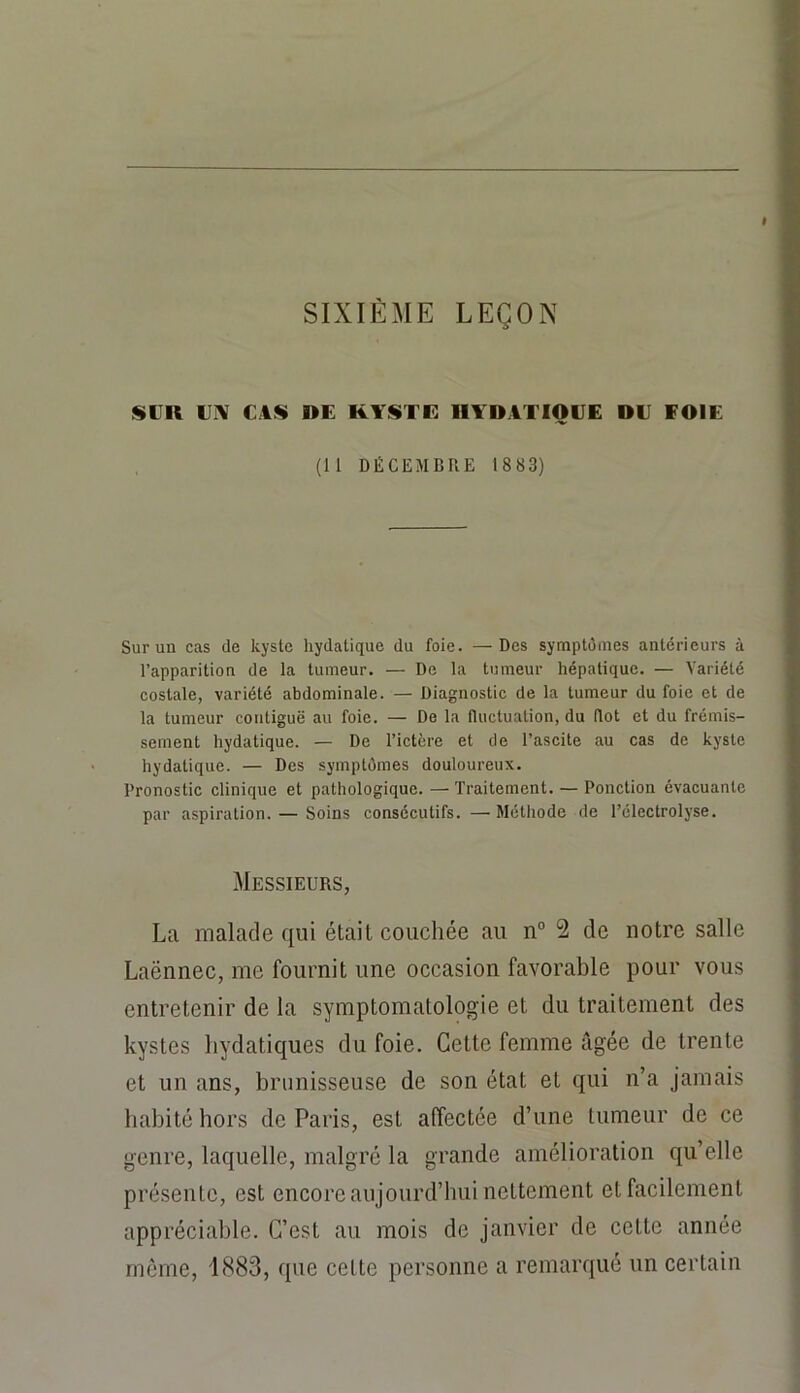 SIXIÈME LEÇON
SUR UN CAS DE KYSTE HYDATIQUE DU FOIE
(11 DÉCEMBRE 1883)
Sur un cas de kyste hydatique du foie. — Des symptômes antérieurs à
l'apparition de la tumeur. — De la tumeur hépatique. — Variété
costale, variété abdominale. — Diagnostic de la tumeur du foie et de
la tumeur contiguë au foie. — De la fluctuation, du flot et du frémis-
sement hydatique. — De l'ictère et de l'ascite au cas de kyste
hydatique. — Des symptômes douloureux.
Pronostic clinique et pathologique. — Traitement. — Ponction évacuante
par aspiration. — Soins consécutifs. — Méthode de l'électrolyse.
MESSIEURS,
La malade qui était couchée au n° 2 de notre salle
Laënnec, me fournit une occasion favorable pour vous
entretenir de la symptomatologie et du traitement des
kystes hydatiques du foie. Cette femme âgée de trente
et un ans, brunisseuse de son état et qui n'a jamais
habité hors de Paris, est affectée d'une tumeur de ce
genre, laquelle, malgré la grande amélioration qu'elle
présente, est encore aujourd'hui nettement et facilement
appréciable. C'est au mois de janvier de cette année
même, 1883, que cette personne a remarqué un certain